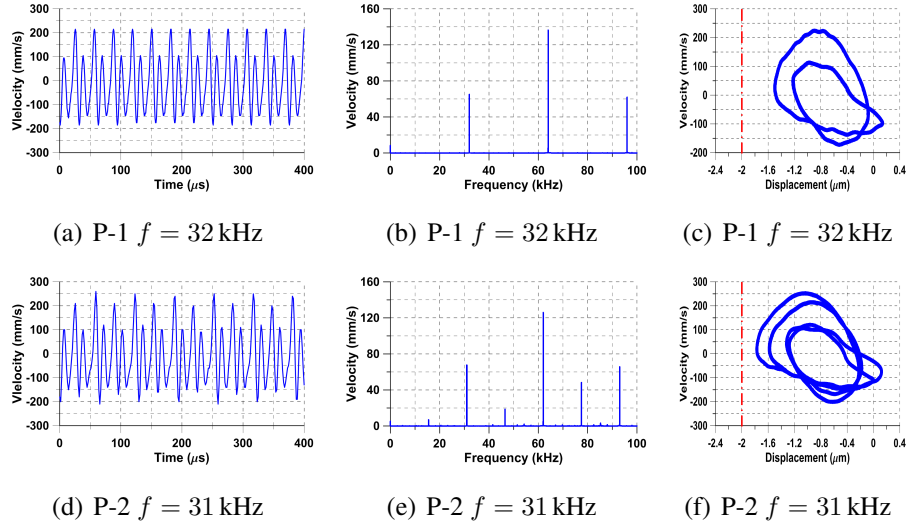 300
200
100
0
-100
-200
-300
Vlelocity (mm/s)
0 100 200 300 400
Time (μs)
160
120
80
40
0
Velocity (mm/s)
0 20 40 60 80 100
Frequency (kHz)
300
200
100
0
-100
-200
Velocity (mm/s)
-2.4 -2 -1.6 -1.2 -0.8 -0.4 0 0.4
Displacement (μm)
(a) P-1 f = 32 kHz
(b) P-1 f = 32 kHz
(c) P-1 f = 32 kHz
300
200
100
0
-100
-200
-300
Vlelocity (mm/s)
0 100 200 300 400
Time (μs)
160
120
80
40
0
Velocity (mm/s)
0 20 40 60 80 100
Frequency (kHz)
300
200
100
0
-100
-200
-300
Velocity (mm/s)
-2.4 -2 -1.6 -1.2 -0.8 -0.4 0 0.4
Displacement (μm)
(d) P-2 f = 31 kHz
(e) P-2 f = 31 kHz
(f) P-2 f = 31 kHz